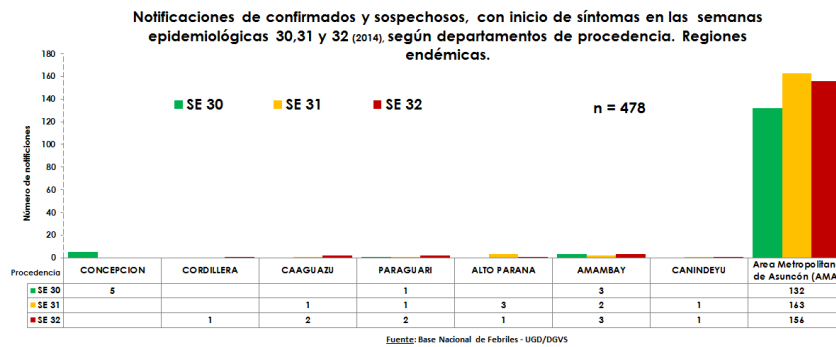 Notificaciones de confirmados y sospechosos, con inicio de síntomas en las semanas
epidemiológicas 30,31 y 32 (2014), según departamentos de procedencia. Regiones
endémicas.
180
160
140
120
100
80
60
40
20
0
Número de notificiones
SE 30 SE 31 SE 32
n = 478
Procedencia CONCEPCION CORDILLERA CAAGUAZU PARAGUARI ALTO PARANA AMAMBAY CANINDEYU Area Metropolitan
de Asuncón (AMA
SE 30 5 1 3 132
SE 31 1 1 3 2 1 163
SE 32 1 2 2 1 3 1 156
Fuente: Base Nacional de Febriles - UGD/DGVS